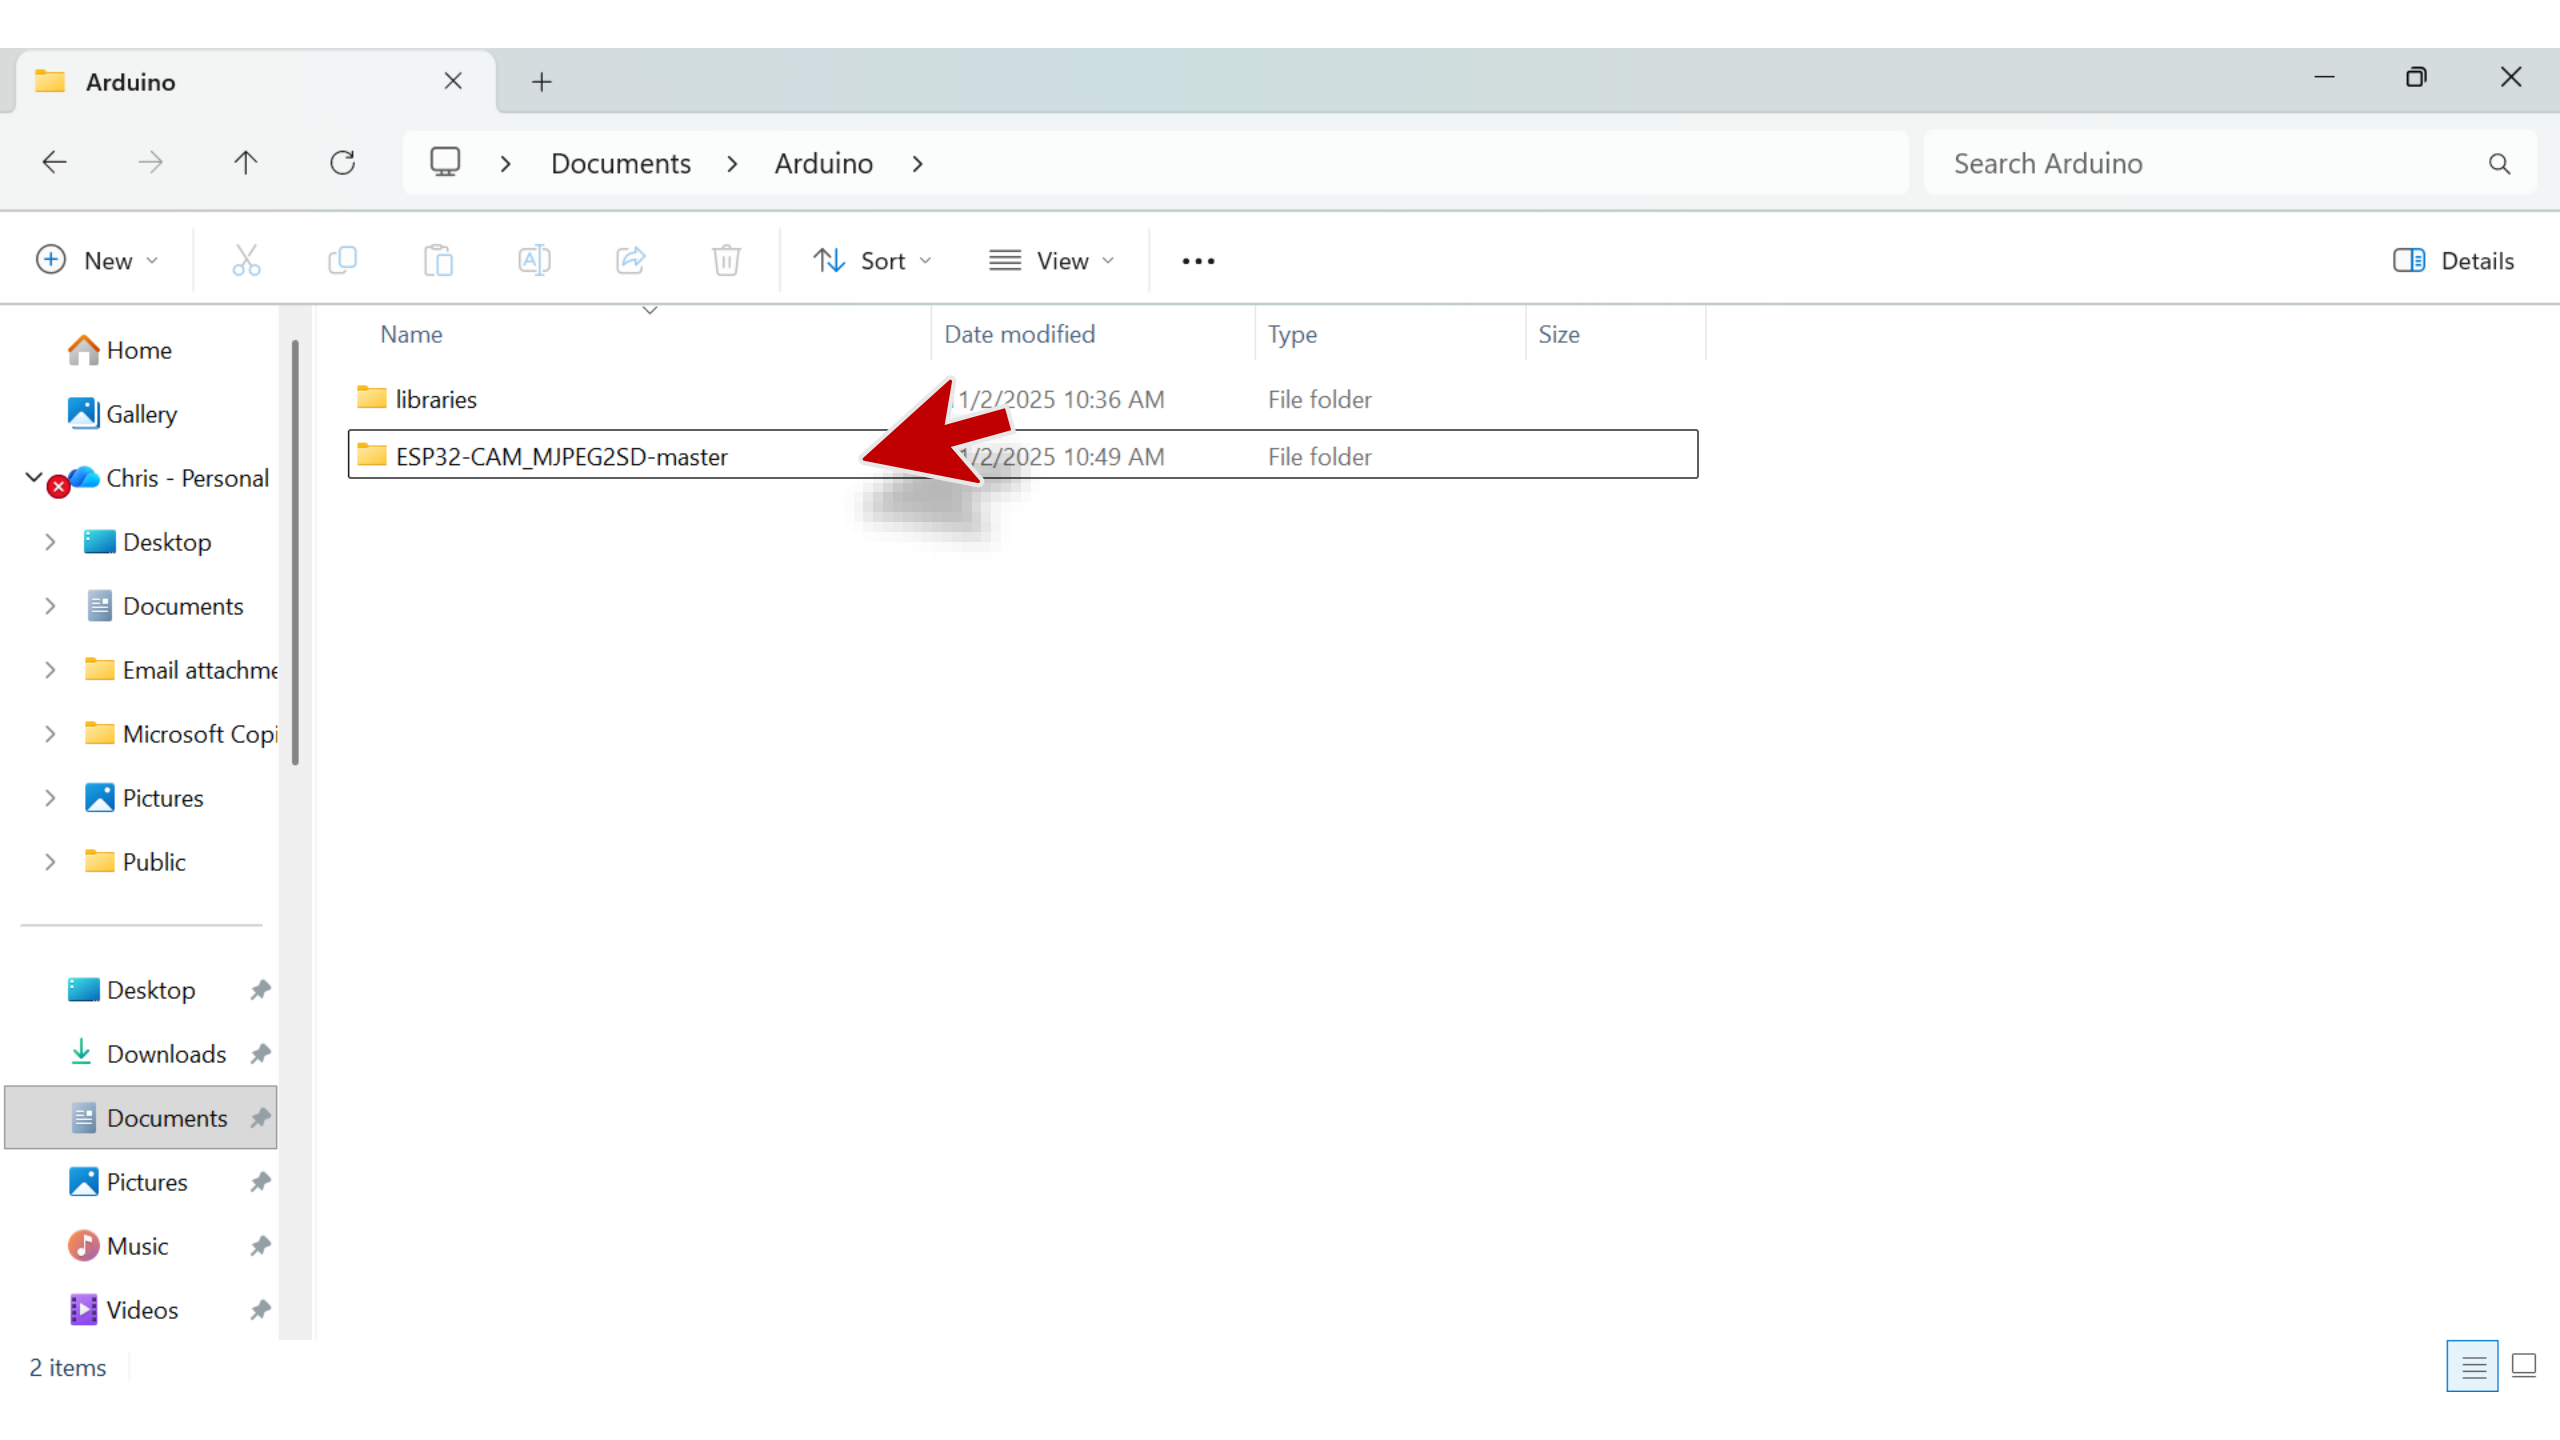 Arduino
Documents Arduino
Search Arduino
New
Sort
View
Details
Name Date modified Type Size
libraries 1/2/2025 10:36 AM File folder
ESP32-CAM_MJPEG2SD-master 1/2/2025 10:49 AM File folder
Home
Gallery
Chris - Personal
Desktop
Documents
Email attachme
Microsoft Copi
Pictures
Public
Desktop
Downloads
Documents
Pictures
Music
Videos
2 items